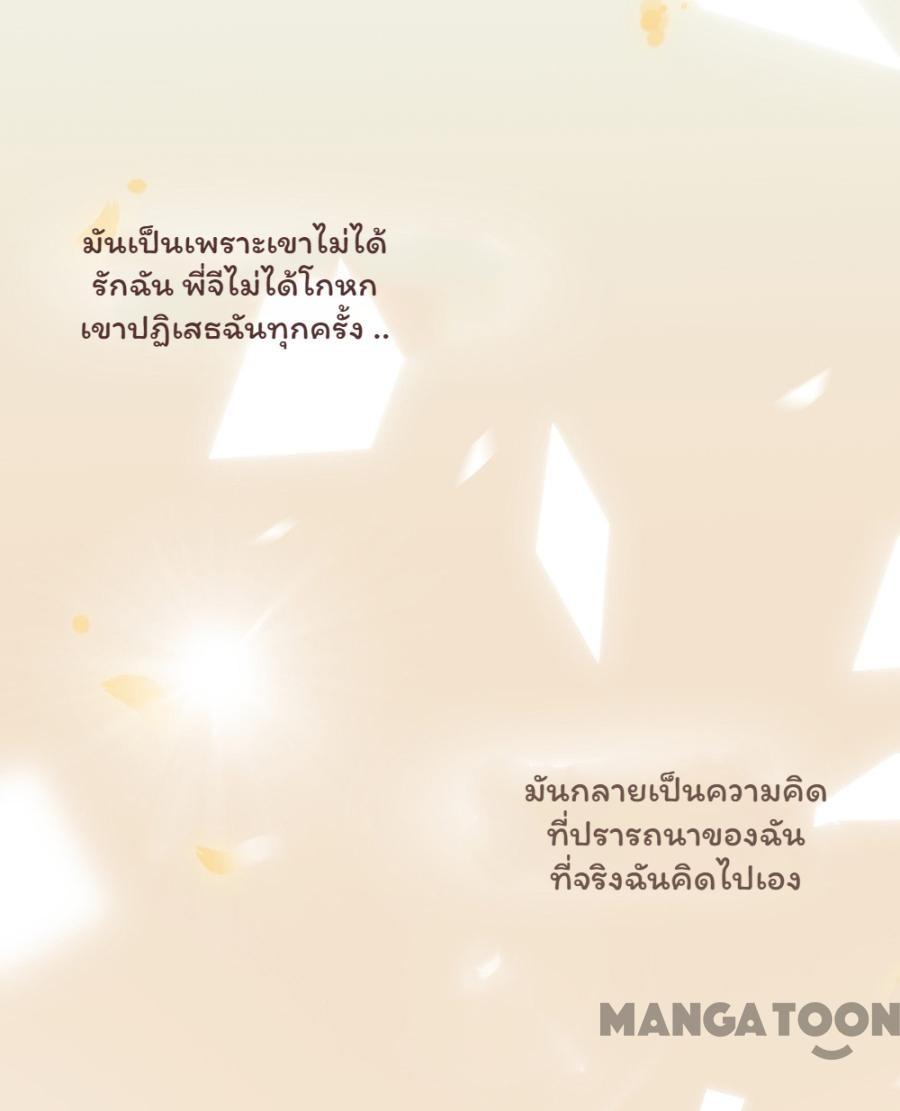 มันเป็นเพราะเขาไม่ได้
รักฉัน พี่จีไม่ได้โกหก
เขาปฏิเสธฉันทุกครั้ง ..
มันกลายเป็นความคิด
ที่ปรารถนาของฉัน
ที่จริงฉันคิดไปเอง
MANGATOON